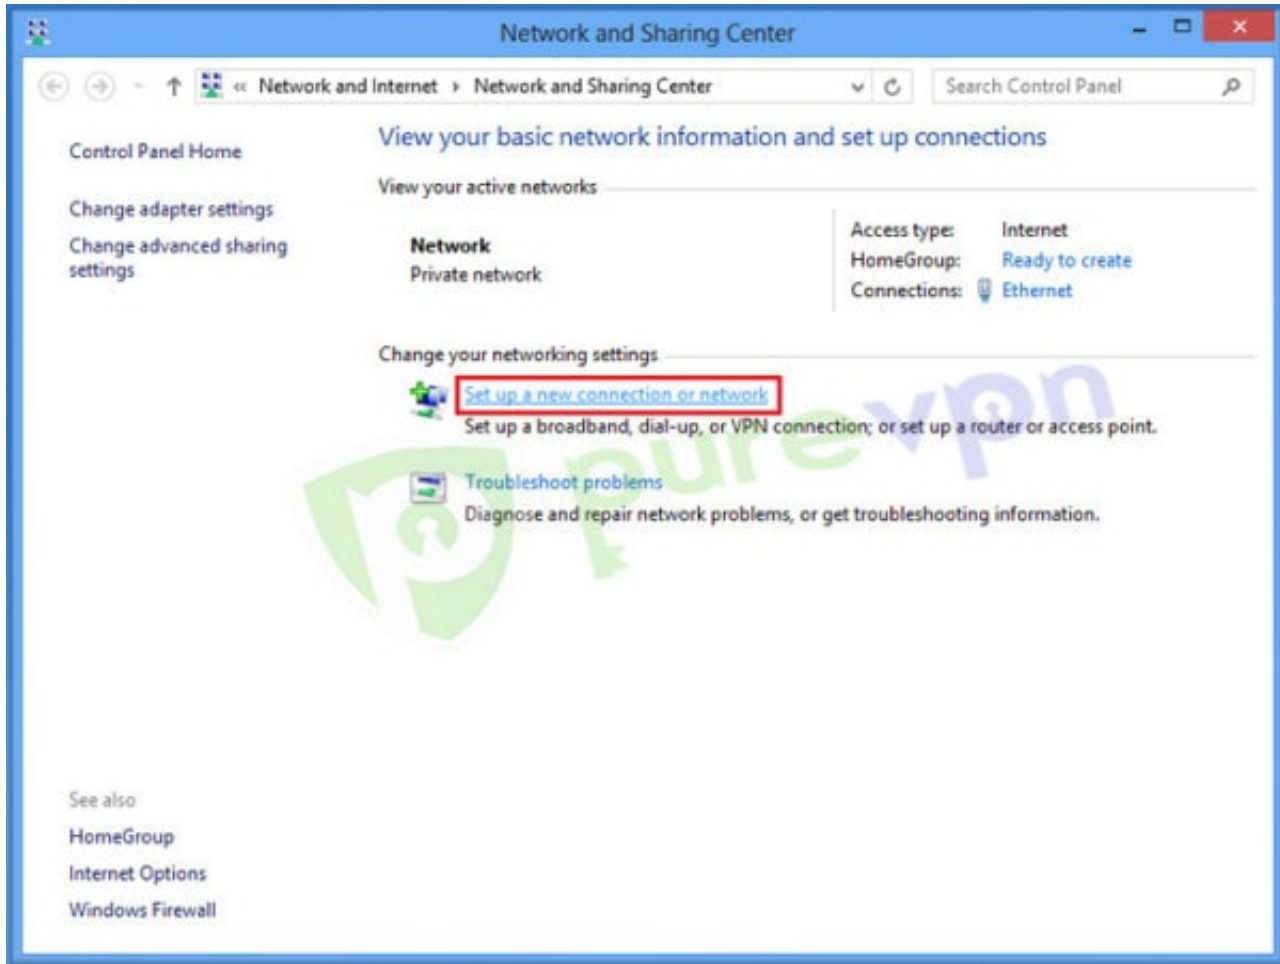 Network and Sharing Center
« Network and Internet ▸ Network and Sharing Center
Search Control Panel
Control Panel Home
Change adapter settings
Change advanced sharing
settings
View your basic network information and set up connections
View your active networks
Network
Private network
Access type: Internet
HomeGroup: Ready to create
Connections: Ethernet
Change your networking settings
Set up a new connection or network
Set up a broadband, dial-up, or VPN connection; or set up a router or access point.
Troubleshoot problems
Diagnose and repair network problems, or get troubleshooting information.
purevpn
See also
HomeGroup
Internet Options
Windows Firewall